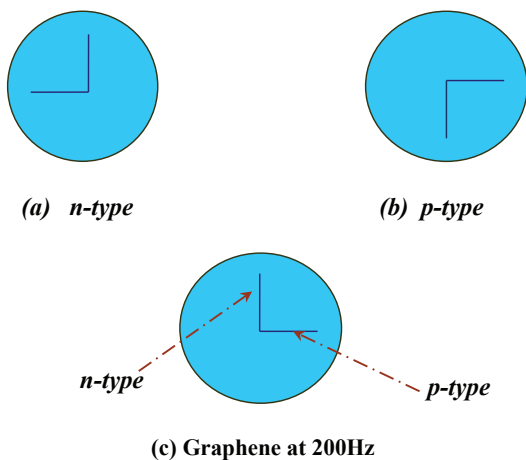 (a) n-type
(b) p-type
n-type
p-type
(c) Graphene at 200Hz